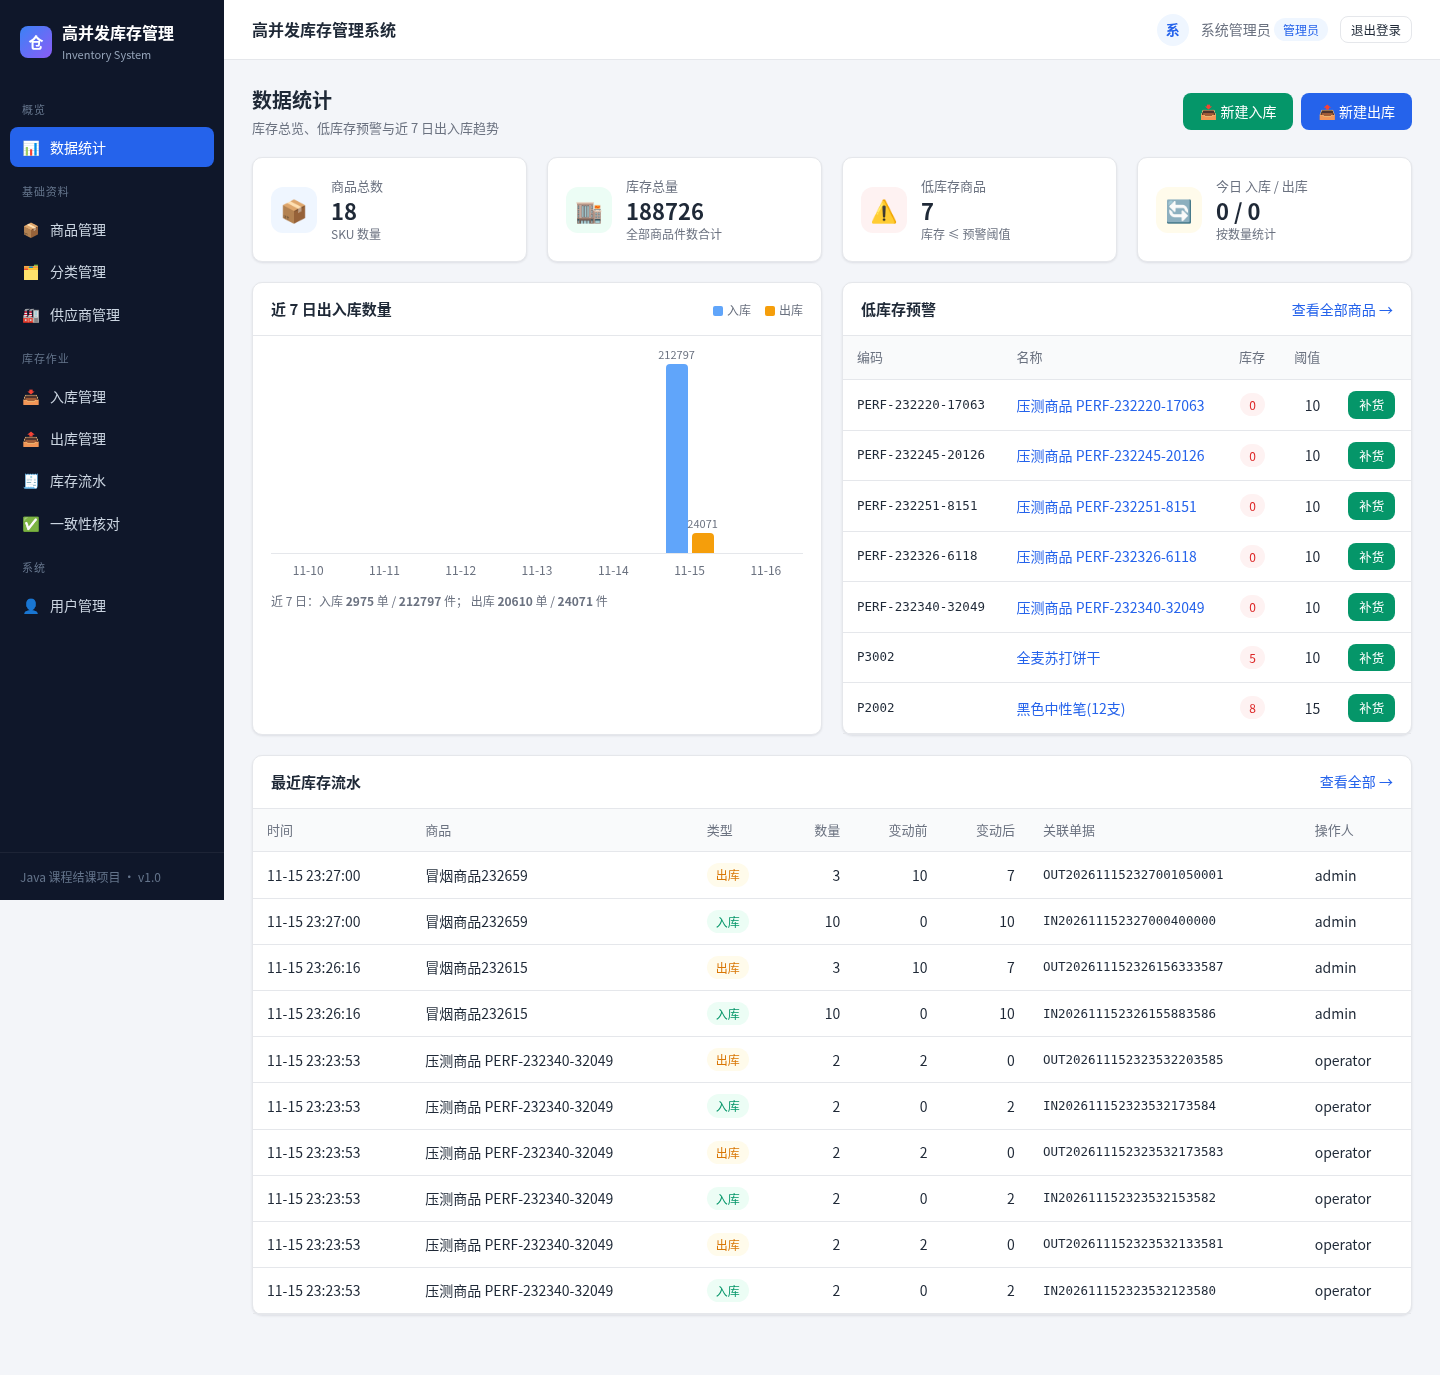 仓
高并发库存管理
Inventory System
概览
数据统计
基础资料
商品管理
分类管理
供应商管理
库存作业
入库管理
出库管理
库存流水
一致性核对
系统
用户管理
Java 课程结课项目 · v1.0
高并发库存管理系统
系 系统管理员 管理员 退出登录
数据统计
库存总览、低库存预警与近 7 日出入库趋势
新建入库 新建出库
商品总数
18
SKU 数量
库存总量
188726
全部商品件数合计
低库存商品
7
库存 ≤ 预警阈值
今日 入库 / 出库
0 / 0
按数量统计
近 7 日出入库数量 入库 出库
212797
24071
11-10 11-11 11-12 11-13 11-14 11-15 11-16
近 7 日：入库 2975 单 / 212797 件； 出库 20610 单 / 24071 件
低库存预警 查看全部商品 →
编码 名称 库存 阈值
PERF-232220-17063 压测商品 PERF-232220-17063 0 10 补货
PERF-232245-20126 压测商品 PERF-232245-20126 0 10 补货
PERF-232251-8151 压测商品 PERF-232251-8151 0 10 补货
PERF-232326-6118 压测商品 PERF-232326-6118 0 10 补货
PERF-232340-32049 压测商品 PERF-232340-32049 0 10 补货
P3002 全麦苏打饼干 5 10 补货
P2002 黑色中性笔(12支) 8 15 补货
最近库存流水 查看全部 →
时间 商品 类型 数量 变动前 变动后 关联单据 操作人
11-15 23:27:00 冒烟商品232659 出库 3 10 7 OUT202611152327001050001 admin
11-15 23:27:00 冒烟商品232659 入库 10 0 10 IN202611152327000400000 admin
11-15 23:26:16 冒烟商品232615 出库 3 10 7 OUT202611152326156333587 admin
11-15 23:26:16 冒烟商品232615 入库 10 0 10 IN202611152326155883586 admin
11-15 23:23:53 压测商品 PERF-232340-32049 出库 2 2 0 OUT202611152323532203585 operator
11-15 23:23:53 压测商品 PERF-232340-32049 入库 2 0 2 IN202611152323532173584 operator
11-15 23:23:53 压测商品 PERF-232340-32049 出库 2 2 0 OUT202611152323532173583 operator
11-15 23:23:53 压测商品 PERF-232340-32049 入库 2 0 2 IN202611152323532153582 operator
11-15 23:23:53 压测商品 PERF-232340-32049 出库 2 2 0 OUT202611152323532133581 operator
11-15 23:23:53 压测商品 PERF-232340-32049 入库 2 0 2 IN202611152323532123580 operator